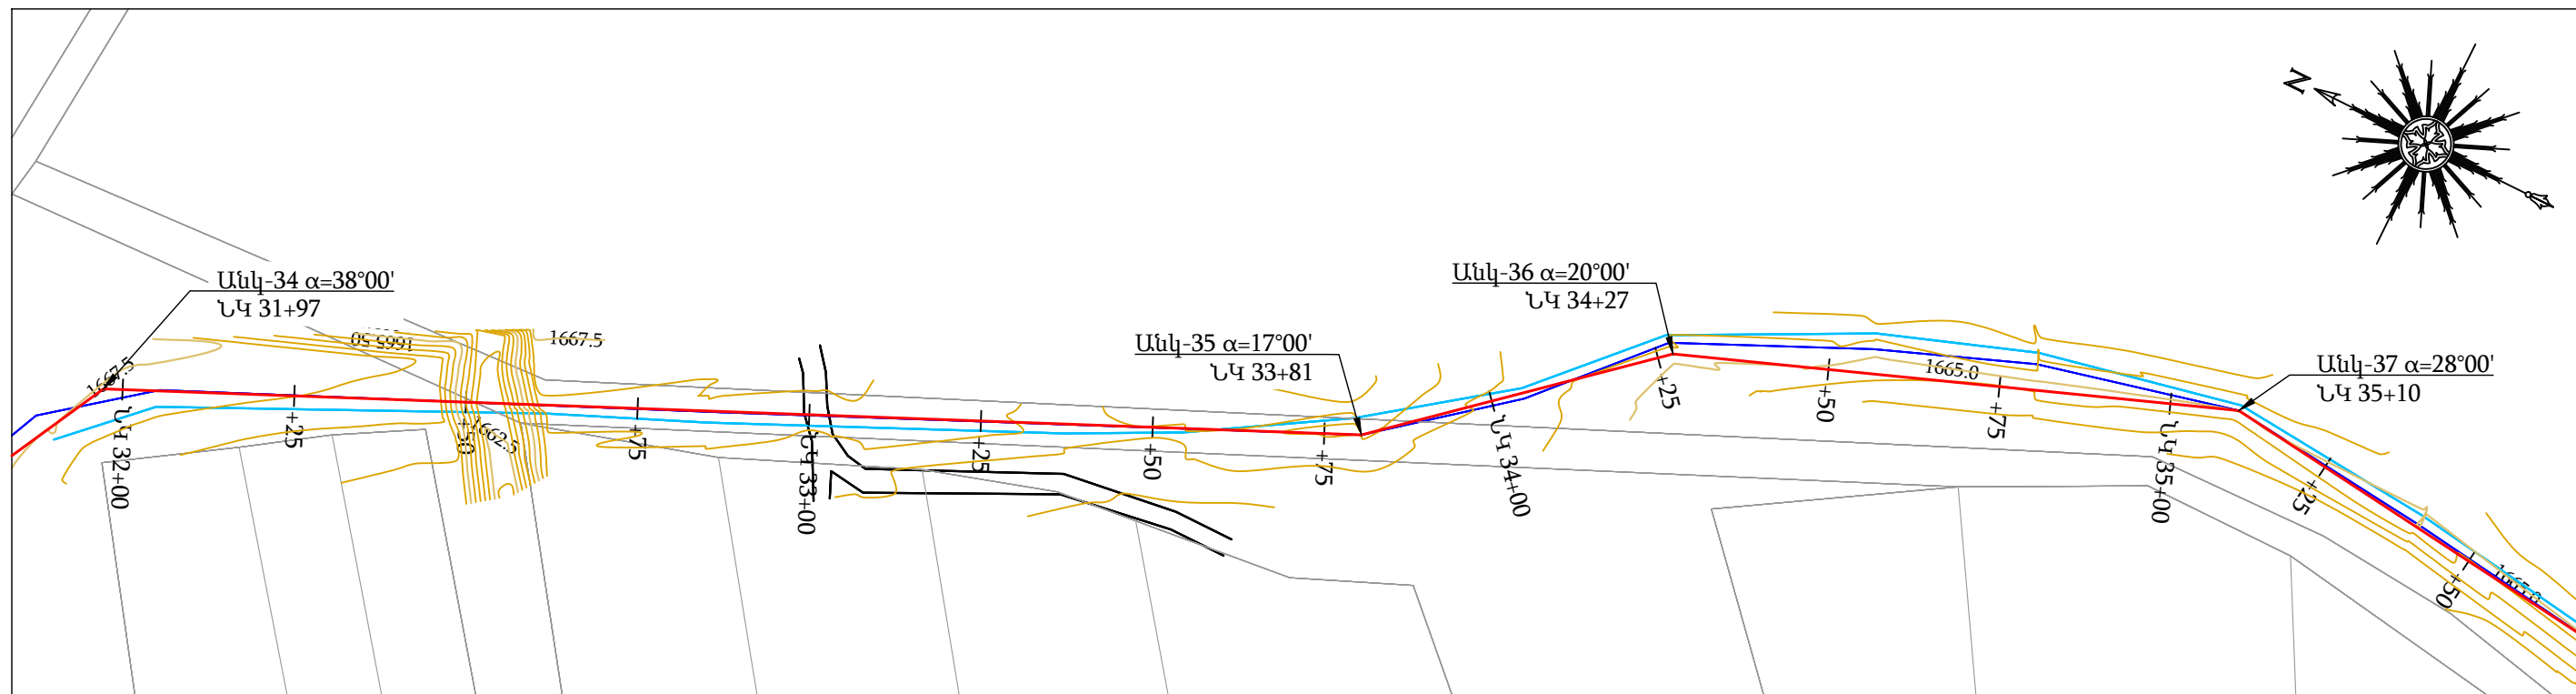 N
Անկ-34 α=38°00'
ՆԿ 31+97
1667.5
ՆԿ 32+00
+25
1665.50
+50
1662.5
1667.5
+75
ՆԿ 33+00
+25
+50
Անկ-35 α=17°00'
ՆԿ 33+81
+75
ՆԿ 34+00
Անկ-36 α=20°00'
ՆԿ 34+27
+25
+50
1665.0
+75
ՆԿ 35+00
Անկ-37 α=28°00'
ՆԿ 35+10
+25
+50